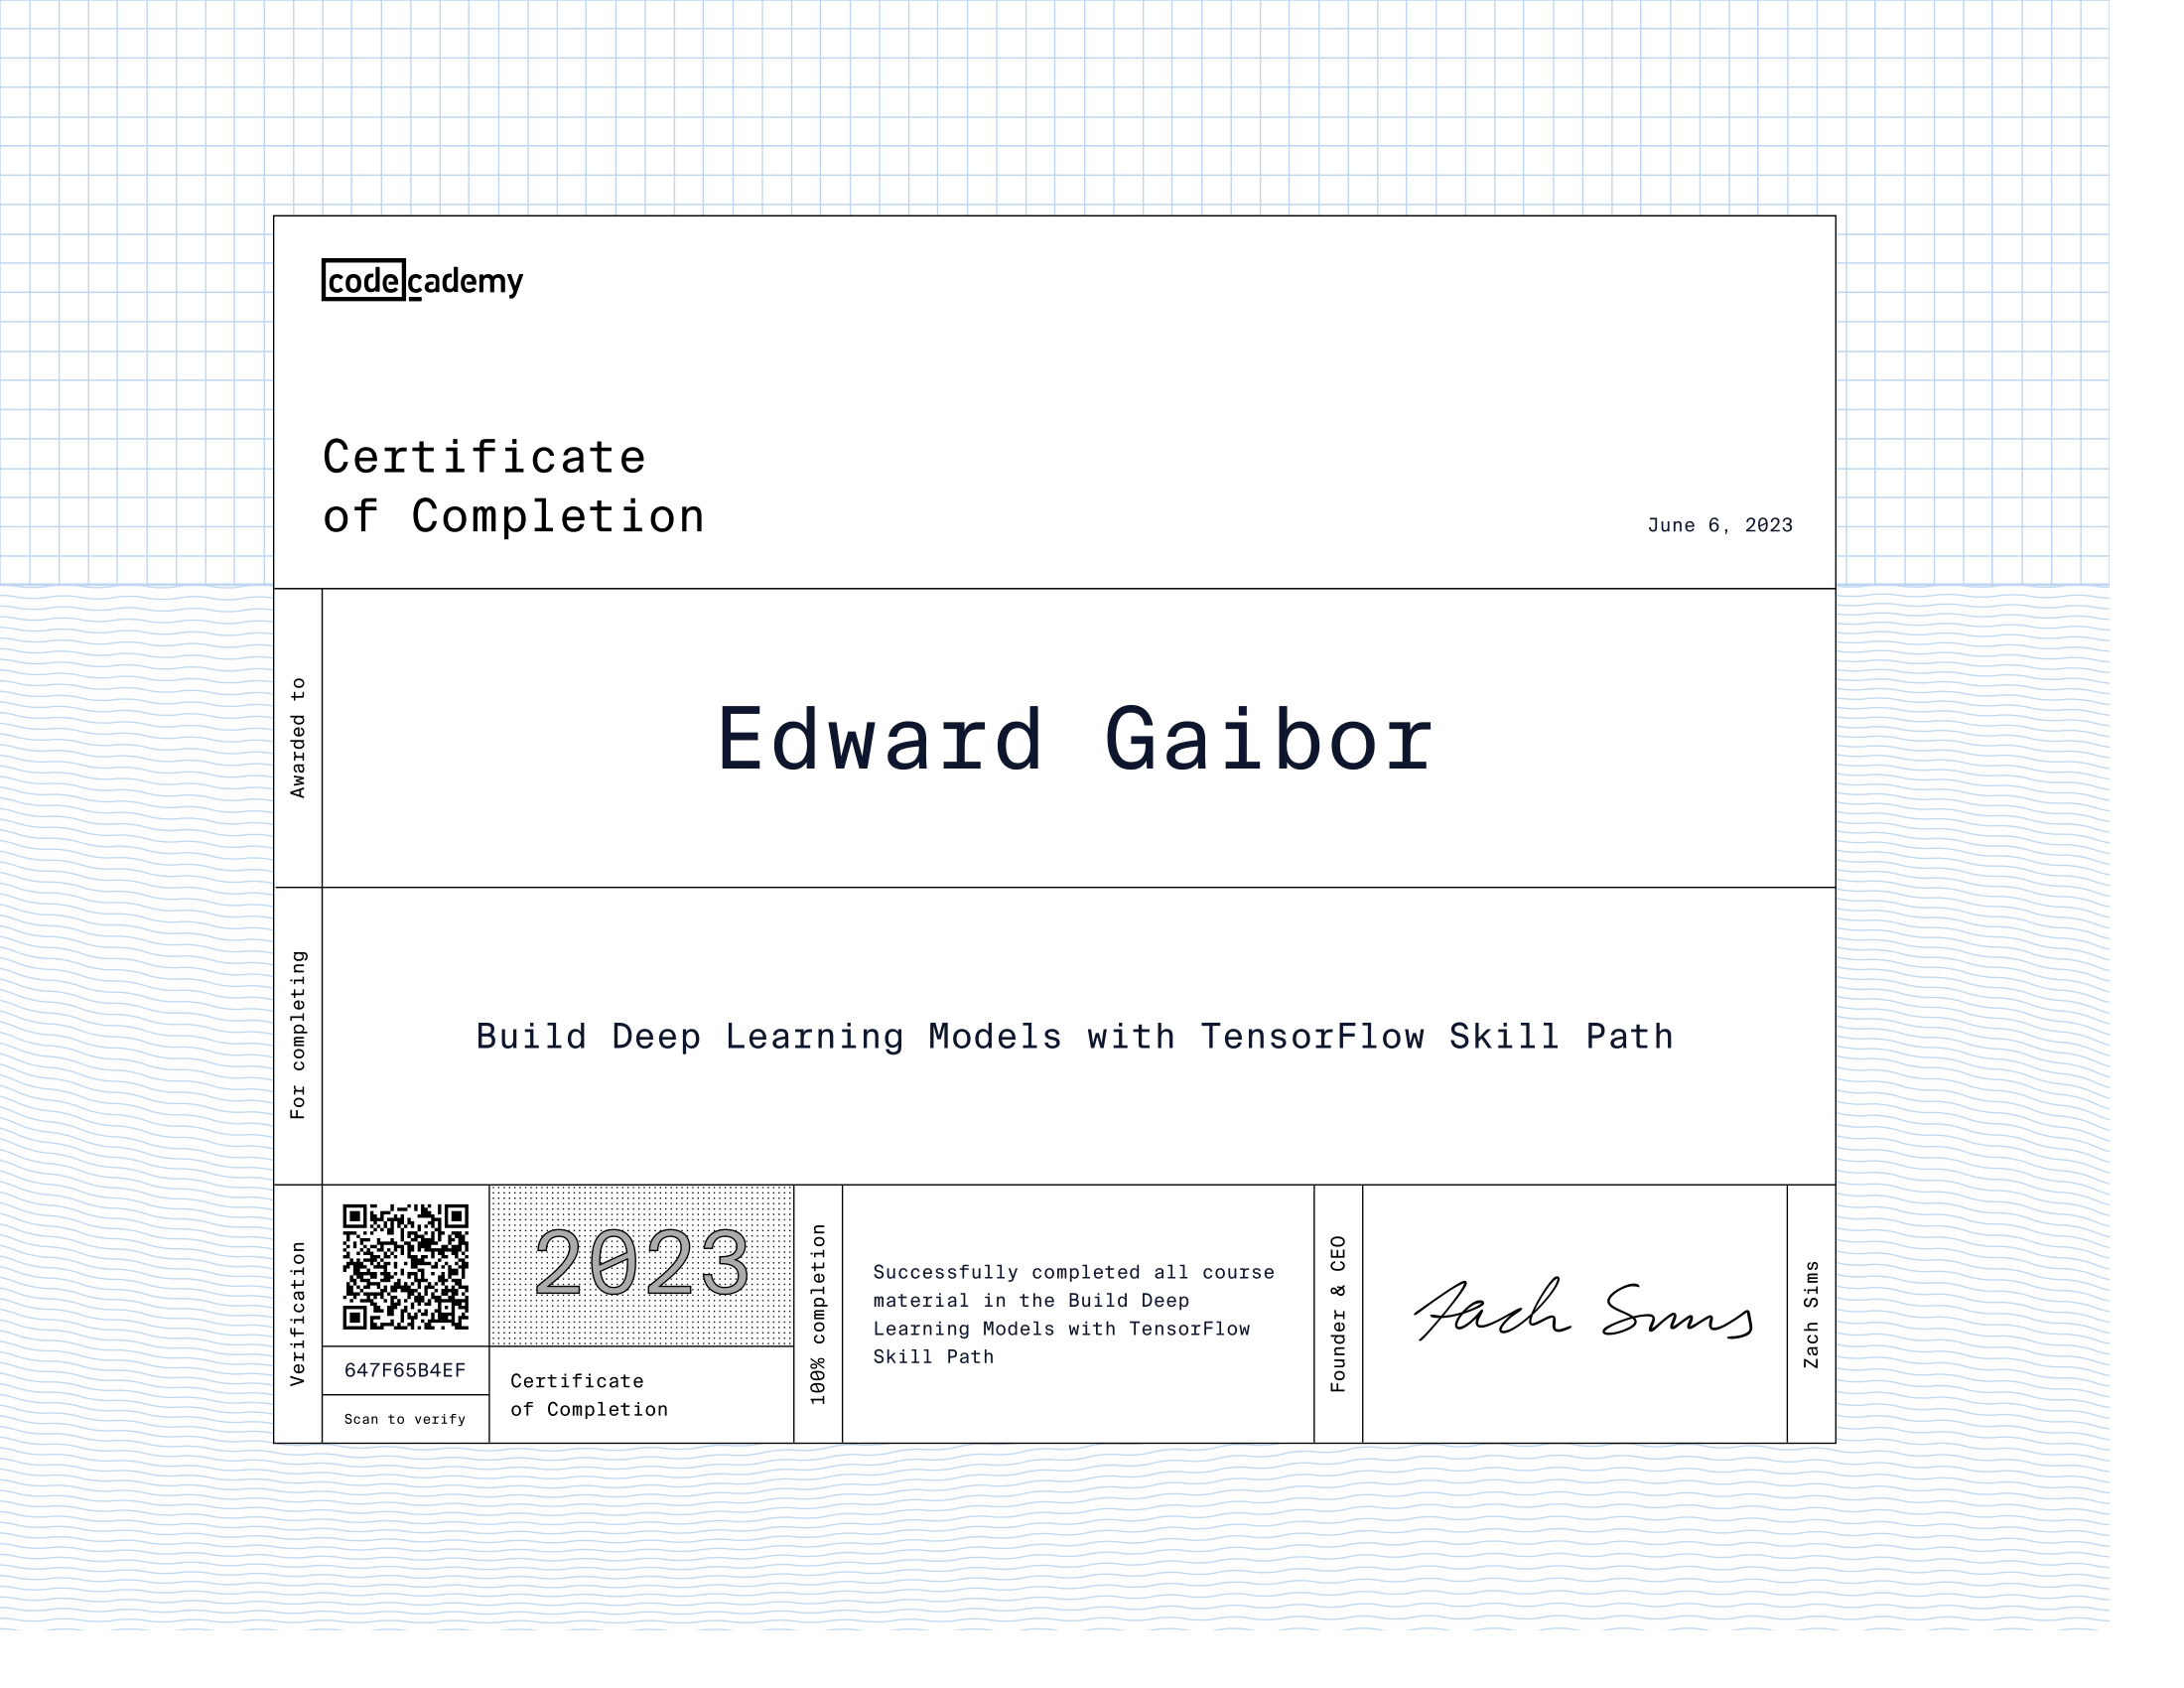 codecademy
Certificate
of Completion
June 6, 2023
Awarded to
Edward Gaibor
For completing
Build Deep Learning Models with TensorFlow Skill Path
Verification
647F65B4EF
Scan to verify
2023
Certificate
of Completion
100% completion
Successfully completed all course
material in the Build Deep
Learning Models with TensorFlow
Skill Path
Founder & CEO
Zach Sims
Zach Sims